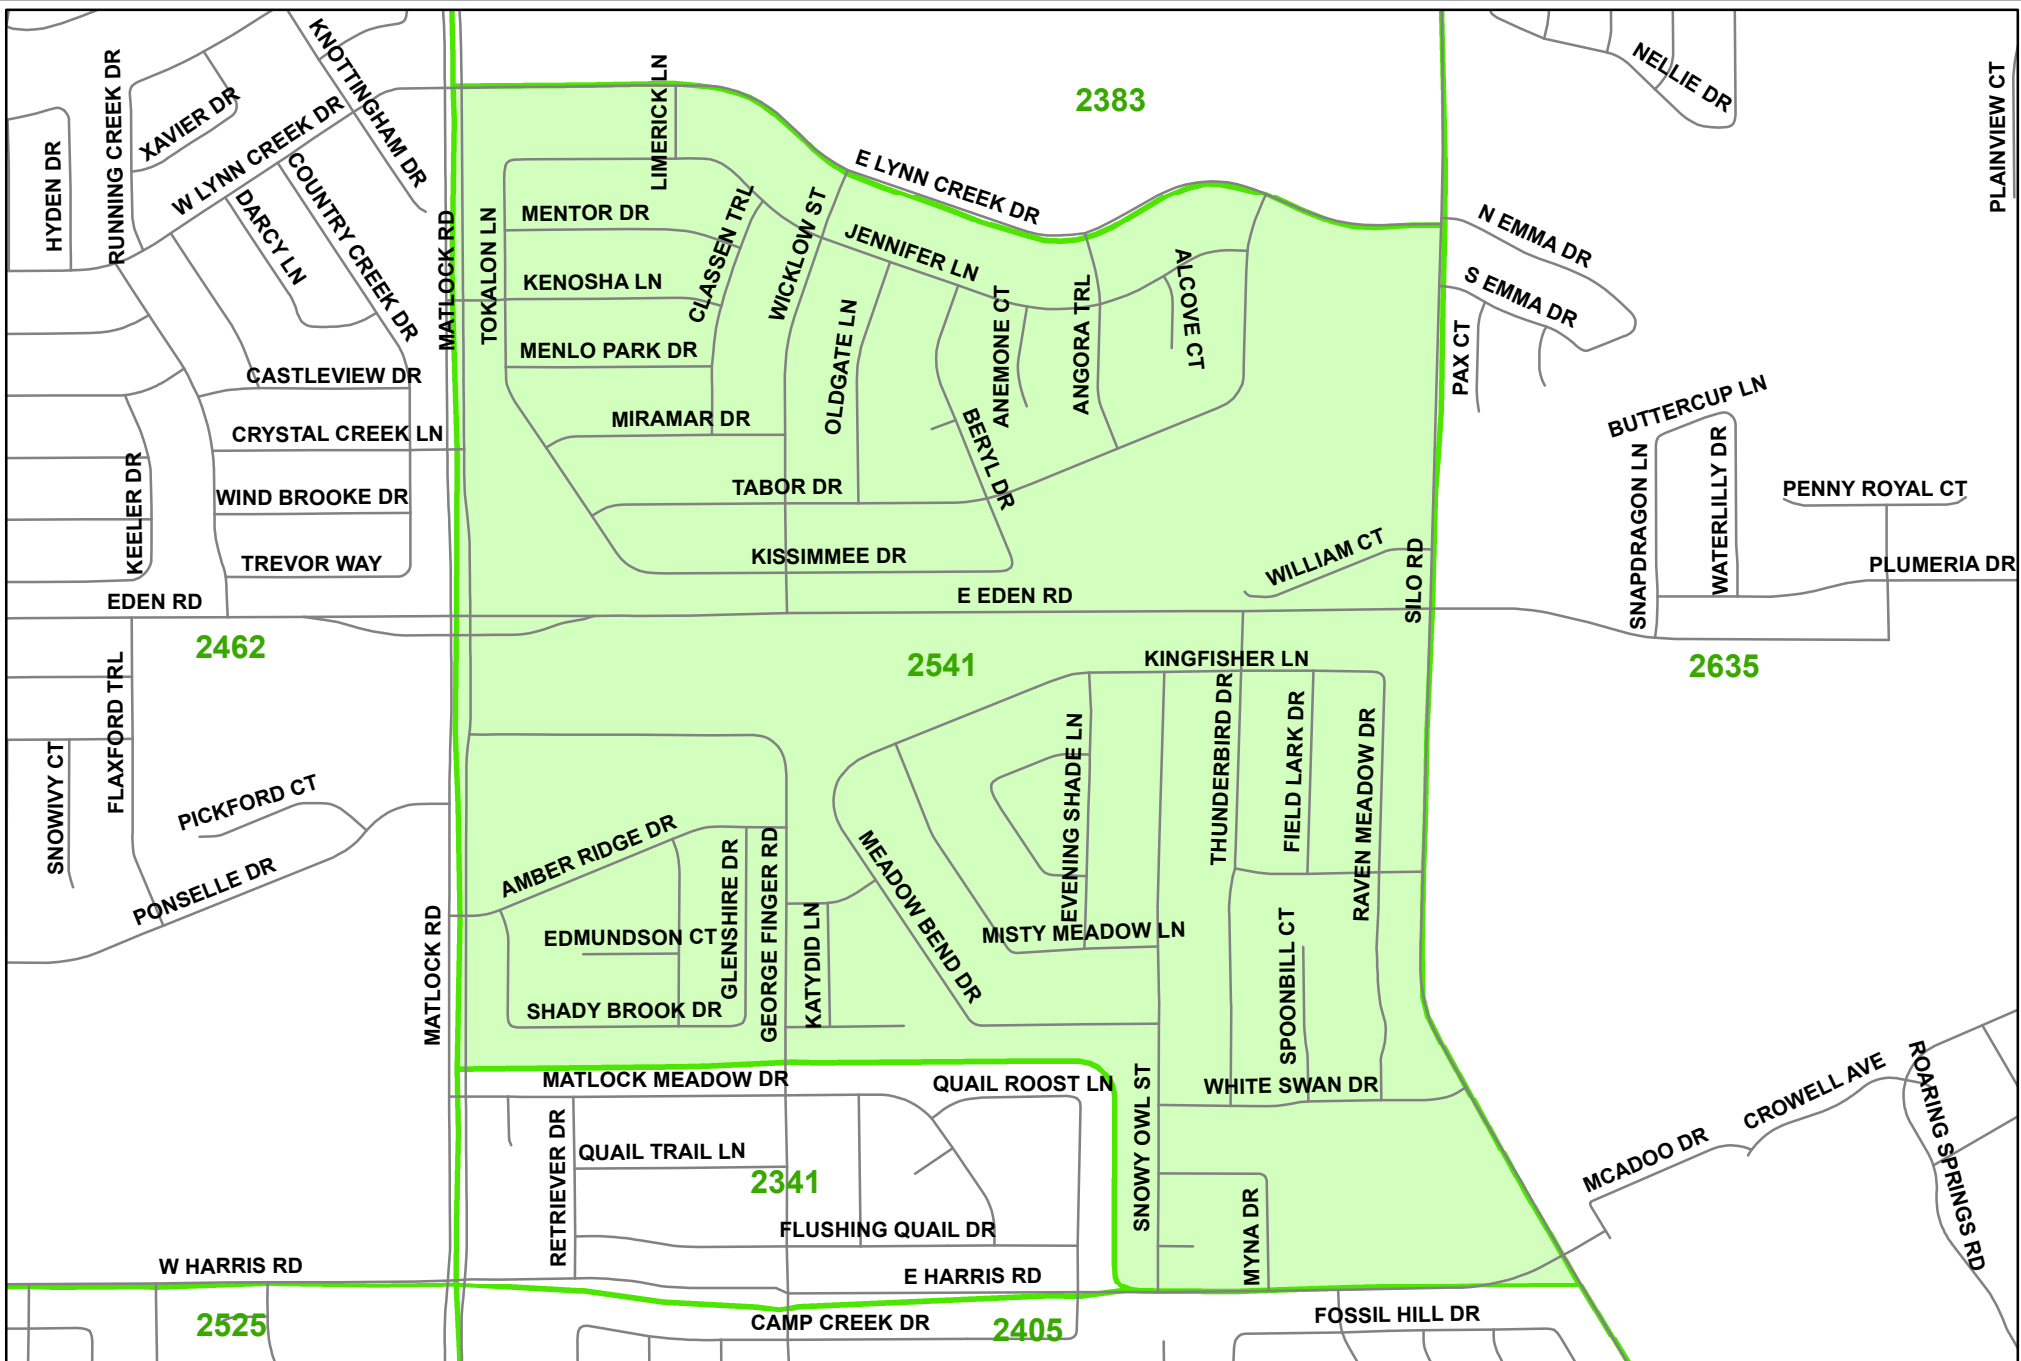 KNOTTINGHAM DR
RUNNING CREEK DR
XAVIER DR
HYDEN DR
W LYNN CREEK DR
COUNTRY CREEK DR
DARCY LN
MATLOCK RD
TOKALON LN
LIMERICK LN
2383
NELLIE DR
PLAINVIEW CT
E LYNN CREEK DR
MENTOR DR
CLASSEN TRL
WICKLOW ST
JENNIFER LN
N EMMA DR
S EMMA DR
KENOSHA LN
ALCOVE CT
ANGORA TRL
ANEMONE CT
OLDGATE LN
MENLO PARK DR
PAX CT
CASTLEVIEW DR
MIRAMAR DR
BUTTERCUP LN
CRYSTAL CREEK LN
BERYL DR
KEELER DR
WIND BROOKE DR
TABOR DR
SNAPDRAGON LN
WATERLILLY DR
PENNY ROYAL CT
TREVOR WAY
KISSIMMEE DR
WILLIAM CT
SILO RD
PLUMERIA DR
EDEN RD
E EDEN RD
2462
2541
KINGFISHER LN
2635
FLAXFORD TRL
SNOWIVY CT
PICKFORD CT
PONSELLE DR
THUNDERBIRD DR
FIELD LARK DR
RAVEN MEADOW DR
EVENING SHADE LN
AMBER RIDGE DR
GLENSHIRE DR
GEORGE FINGER RD
MEADOW BEND DR
MATLOCK RD
EDMUNDSON CT
KATYDID LN
MISTY MEADOW LN
SPOONBILL CT
SHADY BROOK DR
MATLOCK MEADOW DR
QUAIL ROOST LN
SNOWY OWL ST
WHITE SWAN DR
CROWELL AVE
ROARING SPRINGS RD
MCADOO DR
RETRIEVER DR
QUAIL TRAIL LN
2341
FLUSHING QUAIL DR
MYNA DR
W HARRIS RD
E HARRIS RD
2525
CAMP CREEK DR
2405
FOSSIL HILL DR